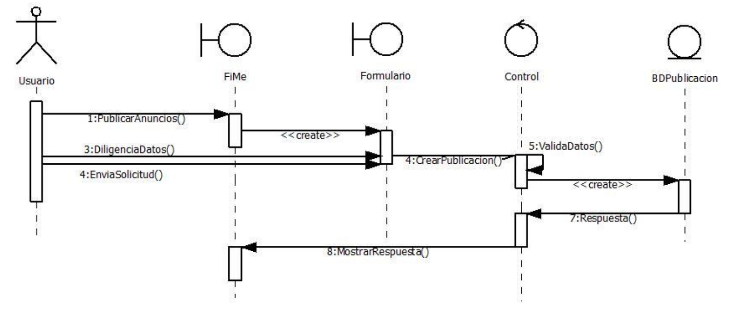 Usuario
FiMe
Formulario
Control
BDPublicacion
1:PublicarAnuncios()
<<create>>
3:DiligenciaDatos()
4:CrearPublicacion()
5:ValidaDatos()
4:EnviaSolicitud()
<<create>>
7:Respuesta()
8:MostrarRespuesta()